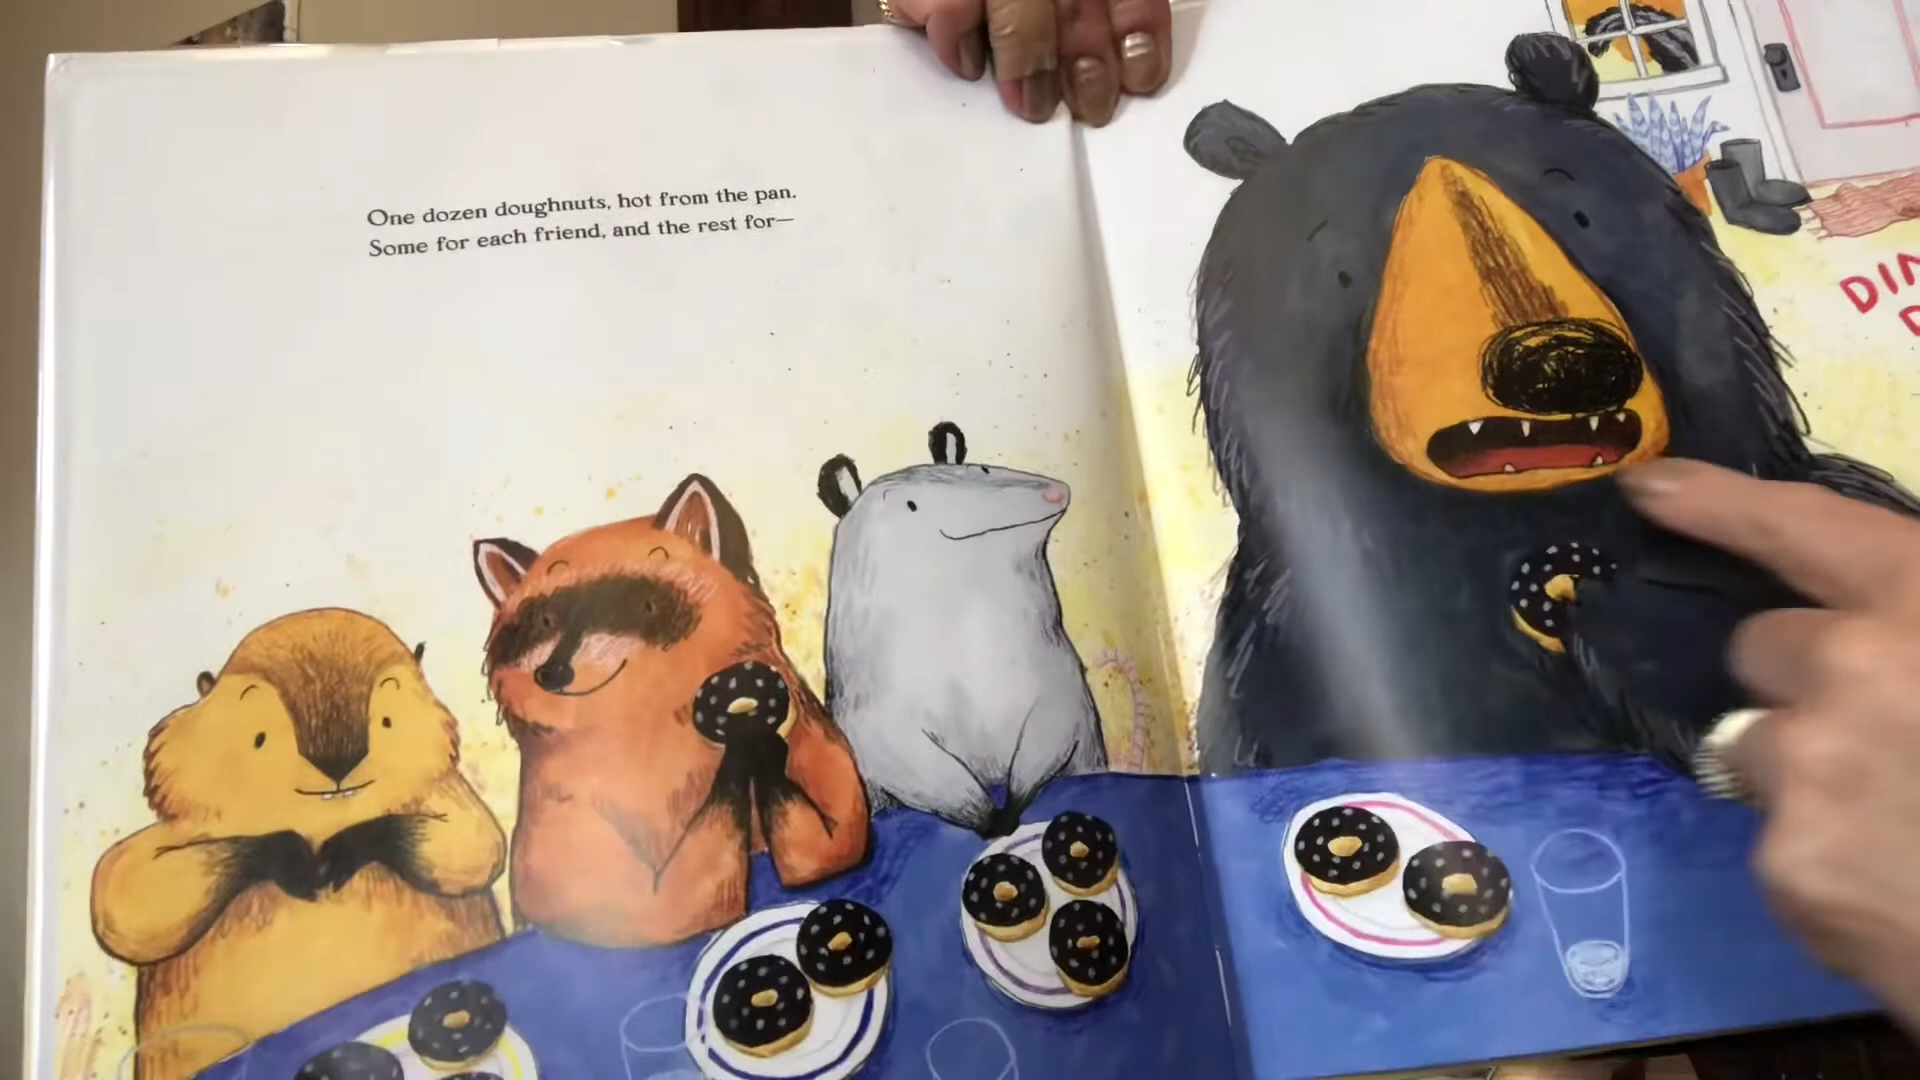 One dozen doughnuts, hot from the pan.
Some for each friend, and the rest for—